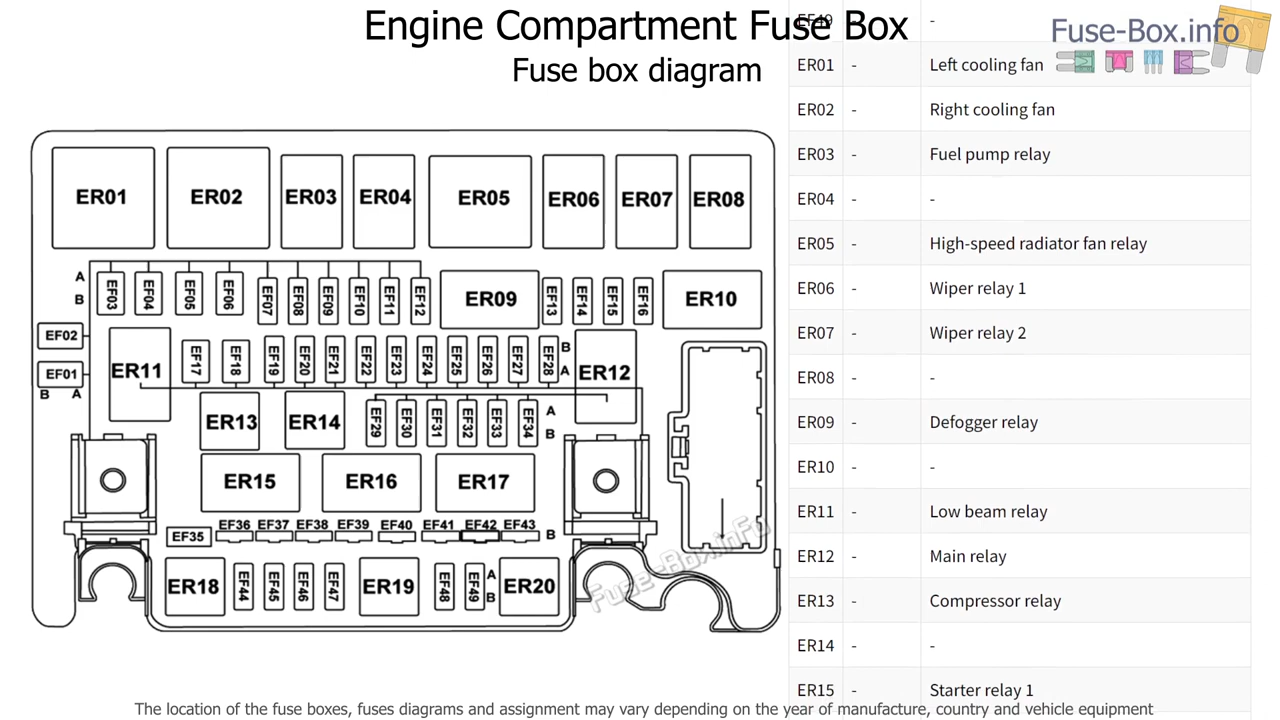 Engine Compartment Fuse Box
Fuse box diagram
Fuse-Box.info
EF49 -
ER01 - Left cooling fan
ER02 - Right cooling fan
ER03 - Fuel pump relay
ER04 - -
ER05 - High-speed radiator fan relay
ER06 - Wiper relay 1
ER07 - Wiper relay 2
ER08 - -
ER09 - Defogger relay
ER10 - -
ER11 - Low beam relay
ER12 - Main relay
ER13 - Compressor relay
ER14 - -
ER15 - Starter relay 1
ER01 ER02 ER03 ER04 ER05 ER06 ER07 ER08
A
B
EF03 EF04 EF05 EF06 EF07 EF08 EF09 EF10 EF11 EF12 ER09 EF13 EF14 EF15 EF16 ER10
EF02
EF01
B A
ER11 EF17 EF18 EF19 EF20 EF21 EF22 EF23 EF24 EF25 EF26 EF27 EF28 B
A
ER12
ER13 ER14 EF29 EF30 EF31 EF32 EF33 EF34 A
B
ER15 ER16 ER17
EF35 EF36 EF37 EF38 EF39 EF40 EF41 EF42 EF43 B
ER18 EF44 EF45 EF46 EF47 ER19 EF48 EF49 A
B
ER20
Fuse-Box.info
The location of the fuse boxes, fuses diagrams and assignment may vary depending on the year of manufacture, country and vehicle equipment